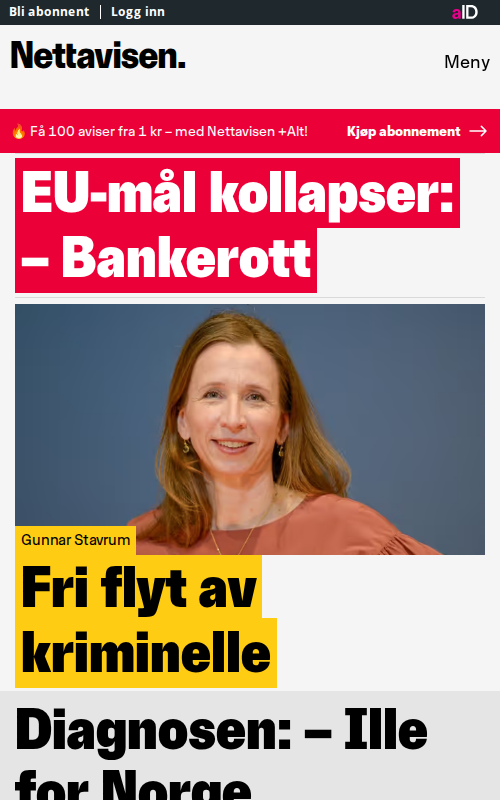 Bli abonnent | Logg inn
aID
Nettavisen.
Meny
🔥 Få 100 aviser fra 1 kr – med Nettavisen +Alt!
Kjøp abonnement →
EU-mål kollapser:
– Bankerott
Gunnar Stavrum
Fri flyt av
kriminelle
Diagnosen: – Ille
for Norge